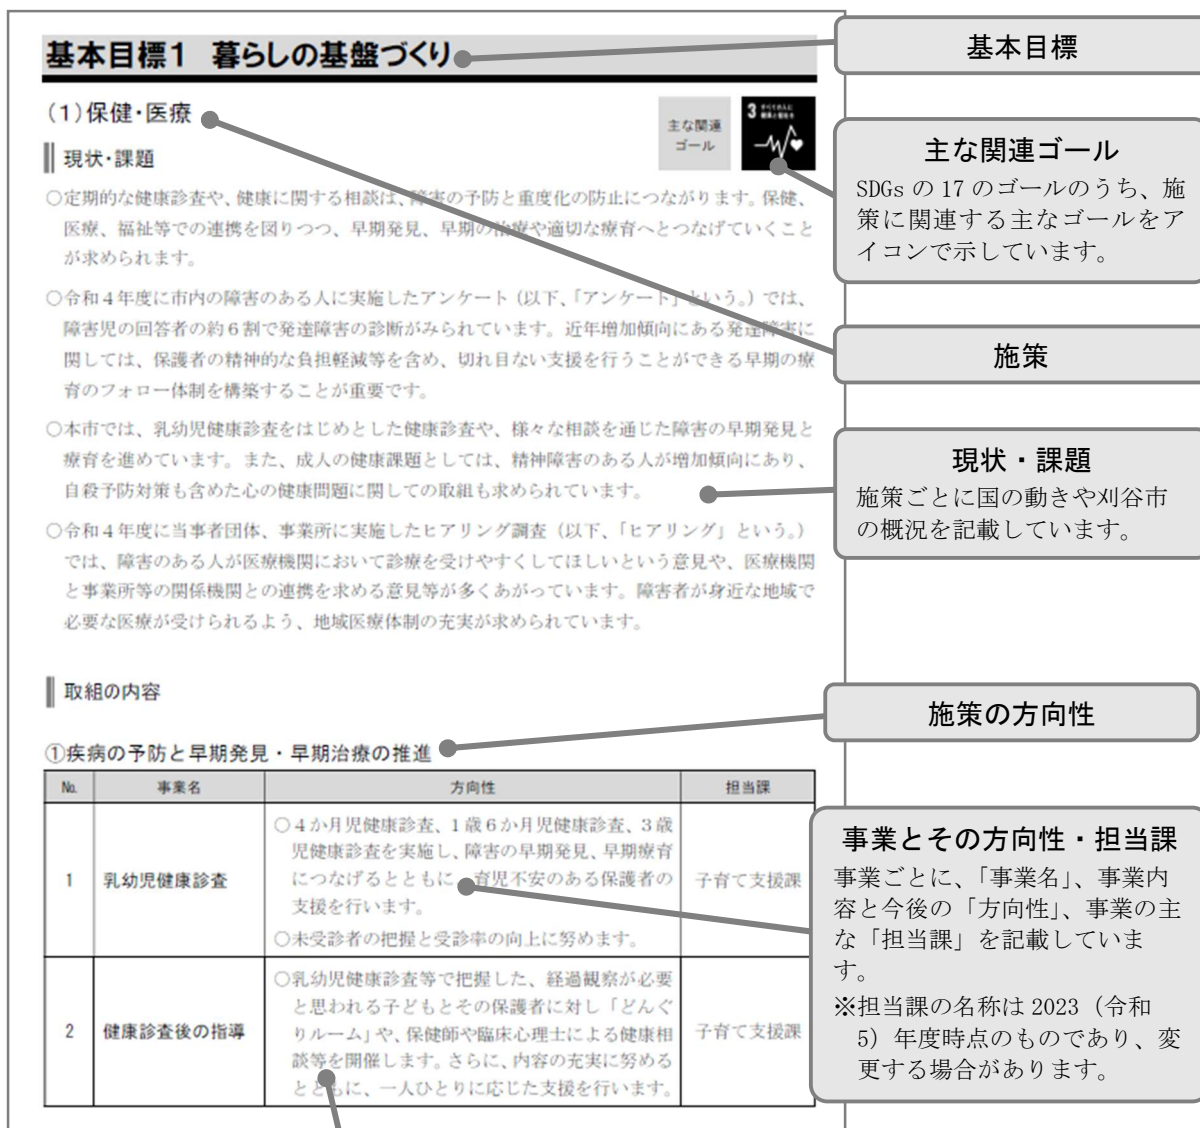 基本目標1 暮らしの基盤づくり
(1)保健・医療
主な関連
ゴール
3 すべての人に
健康と福祉を
現状・課題
○定期的な健康診査や、健康に関する相談は、障害の予防と重度化の防止につながります。保健、
医療、福祉等での連携を図りつつ、早期発見、早期の治療や適切な療育へとつなげていくこと
が求められます。
○令和4年度に市内の障害のある人に実施したアンケート（以下、「アンケート」という。）では、
障害児の回答者の約6割で発達障害の診断がみられています。近年増加傾向にある発達障害に
関しては、保護者の精神的な負担軽減等を含め、切れ目ない支援を行うことができる早期の療
育のフォロー体制を構築することが重要です。
○本市では、乳幼児健康診査をはじめとした健康診査や、様々な相談を通じた障害の早期発見と
療育を進めています。また、成人の健康課題としては、精神障害のある人が増加傾向にあり、
自殺予防対策も含めた心の健康問題に関しての取組も求められています。
○令和4年度に当事者団体、事業所に実施したヒアリング調査（以下、「ヒアリング」という。）
では、障害のある人が医療機関において診療を受けやすくしてほしいという意見や、医療機関
と事業所等の関係機関との連携を求める意見等が多くあがっています。障害者が身近な地域で
必要な医療が受けられるよう、地域医療体制の充実が求められています。
取組の内容
①疾病の予防と早期発見・早期治療の推進
No. 事業名 方向性 担当課
1 乳幼児健康診査 子育て支援課
○4か月児健康診査、1歳6か月児健康診査、3歳
児健康診査を実施し、障害の早期発見、早期療育
につなげるとともに、育児不安のある保護者の
支援を行います。
○未受診者の把握と受診率の向上に努めます。
2 健康診査後の指導 子育て支援課
○乳幼児健康診査等で把握した、経過観察が必要
と思われる子どもとその保護者に対し「どんぐ
りルーム」や、保健師や臨床心理士による健康相
談等を開催します。さらに、内容の充実に努める
とともに、一人ひとりに応じた支援を行います。
基本目標
主な関連ゴール
SDGs の 17 のゴールのうち、施
策に関連する主なゴールをア
イコンで示しています。
施策
現状・課題
施策ごとに国の動きや刈谷市
の概況を記載しています。
施策の方向性
事業とその方向性・担当課
事業ごとに、「事業名」、事業内
容と今後の「方向性」、事業の主
な「担当課」を記載していま
す。
※担当課の名称は 2023（令和
5）年度時点のものであり、変
更する場合があります。